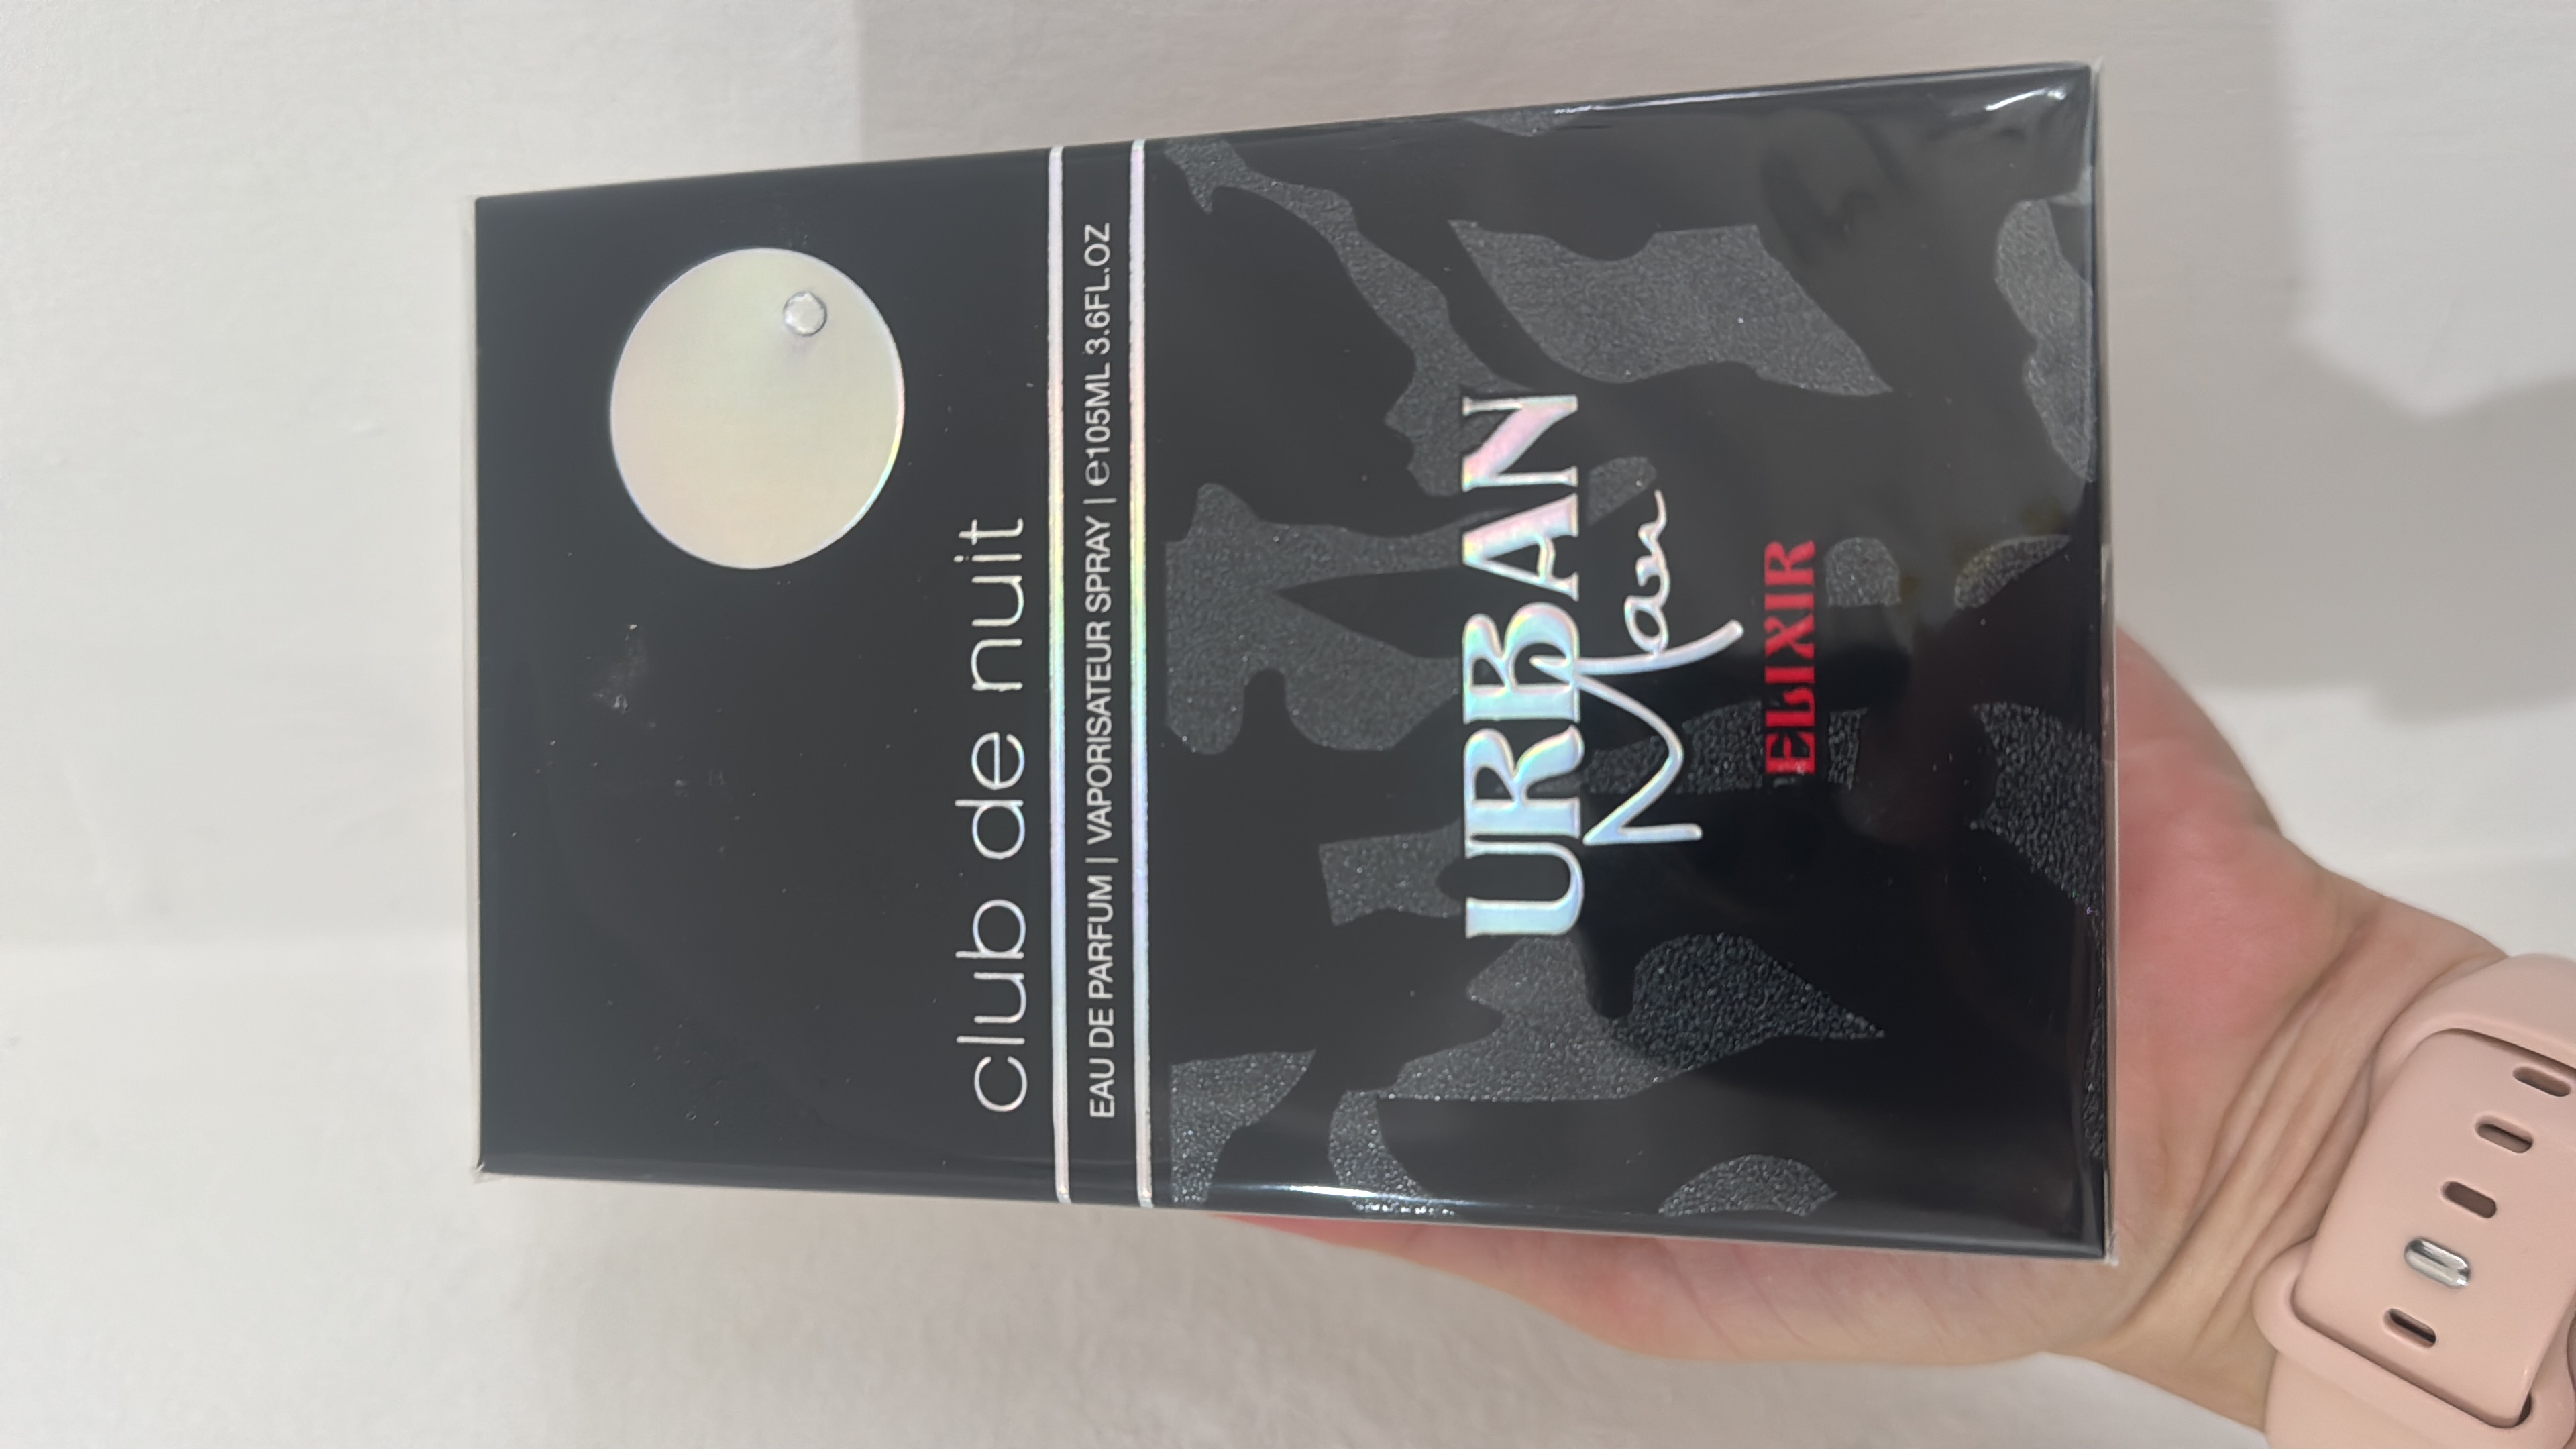 club de nuit
EAU DE PARFUM | VAPORISATEUR SPRAY | ℮105ML 3.6FL.OZ
URBAN
Man
ELIXIR